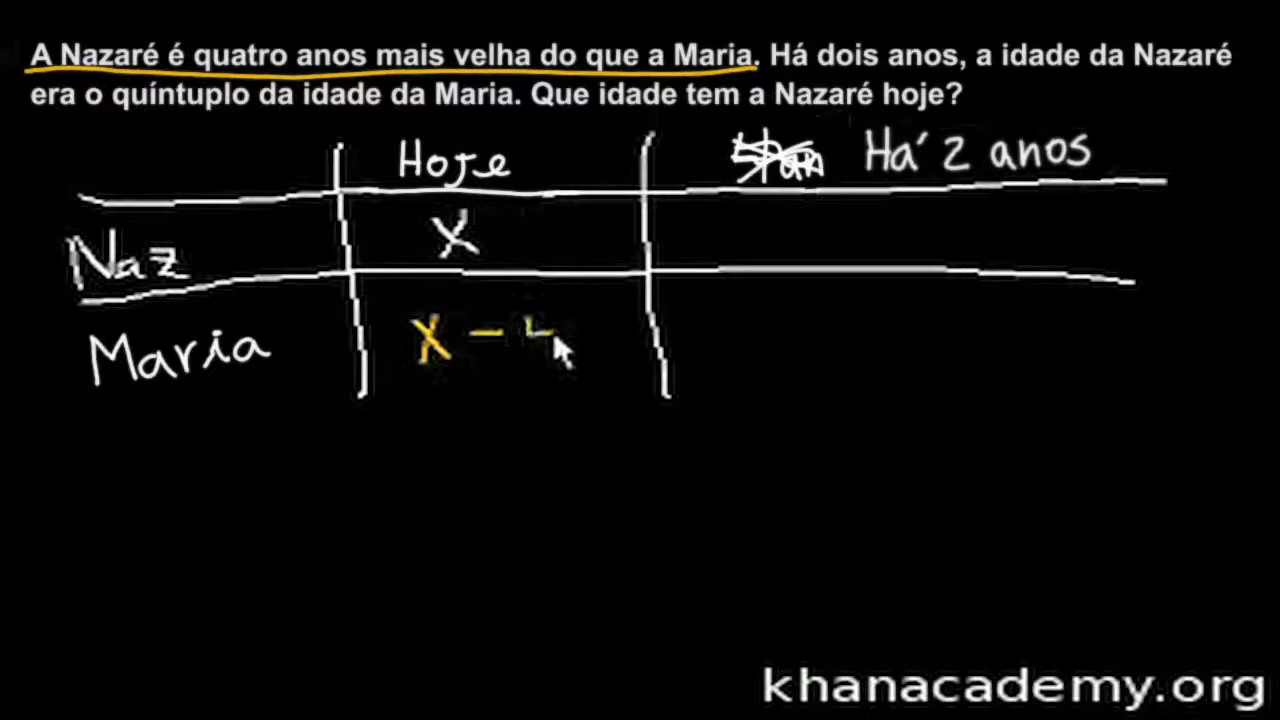 A Nazaré é quatro anos mais velha do que a Maria. Há dois anos, a idade da Nazaré
era o quíntuplo da idade da Maria. Que idade tem a Nazaré hoje?
Hoje Há 2 anos
Naz X
Maria X - 4
khanacademy.org